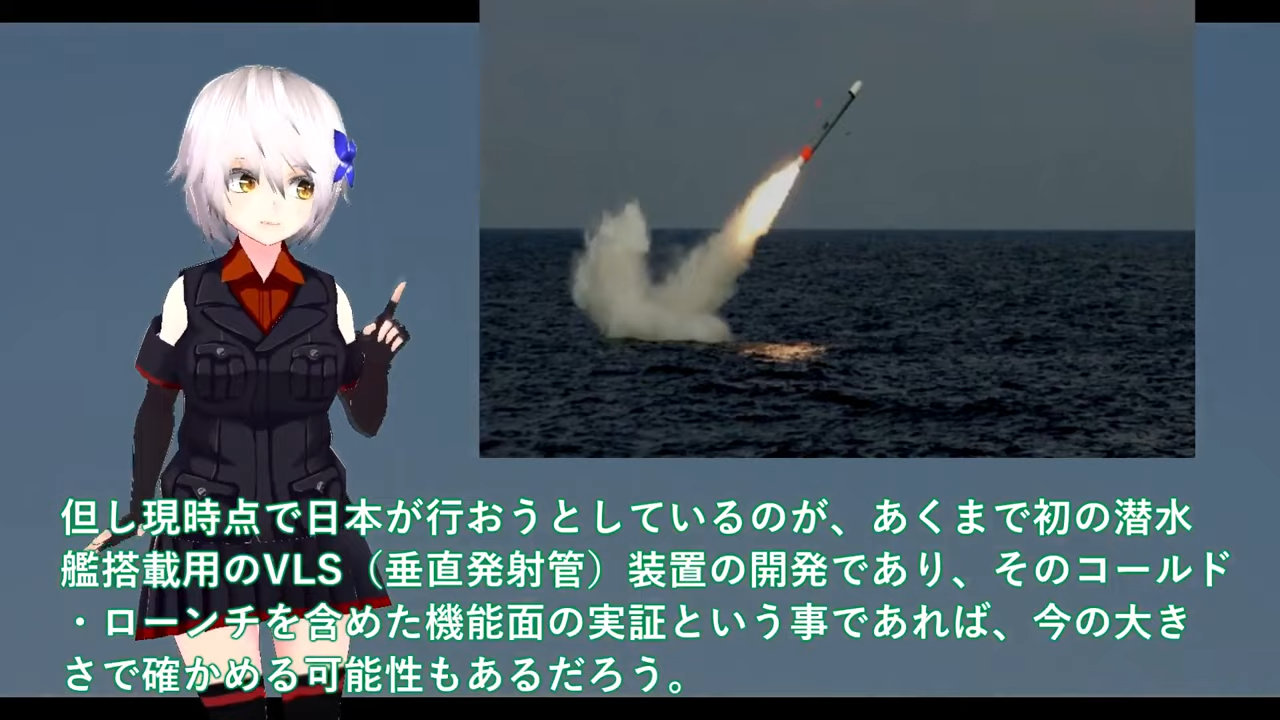 但し現時点で日本が行おうとしているのが、あくまで初の潜水
艦搭載用のVLS（垂直発射管）装置の開発であり、そのコールド
・ローンチを含めた機能面の実証という事であれば、今の大き
さで確かめる可能性もあるだろう。